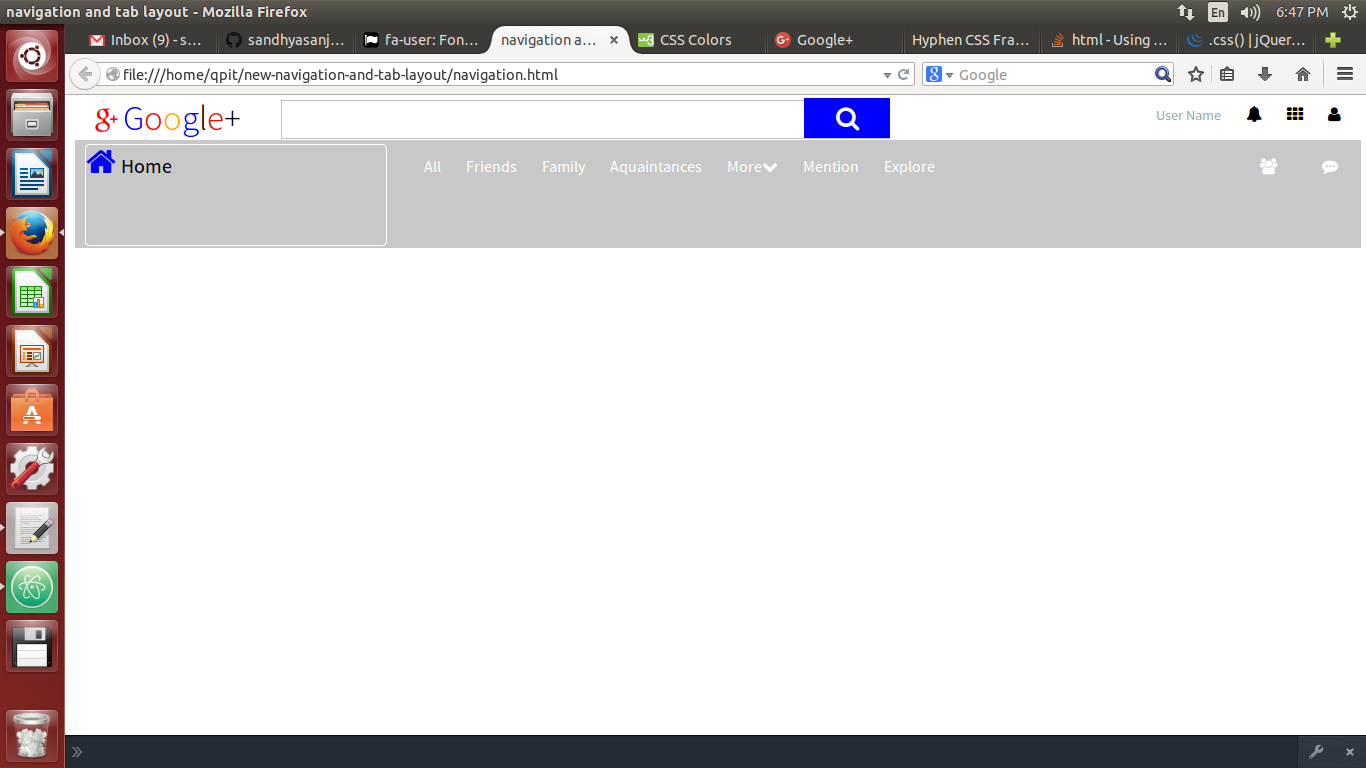 navigation and tab layout - Mozilla Firefox
En
6:47 PM
Inbox (9) - s...
sandhyasanj...
fa-user: Fon...
navigation a...
CSS Colors
Google+
Hyphen CSS Fra...
html - Using ...
.css() | jQuer...
file:///home/qpit/new-navigation-and-tab-layout/navigation.html
Google
g+ Google+
User Name
Home
All
Friends
Family
Aquaintances
More
Mention
Explore